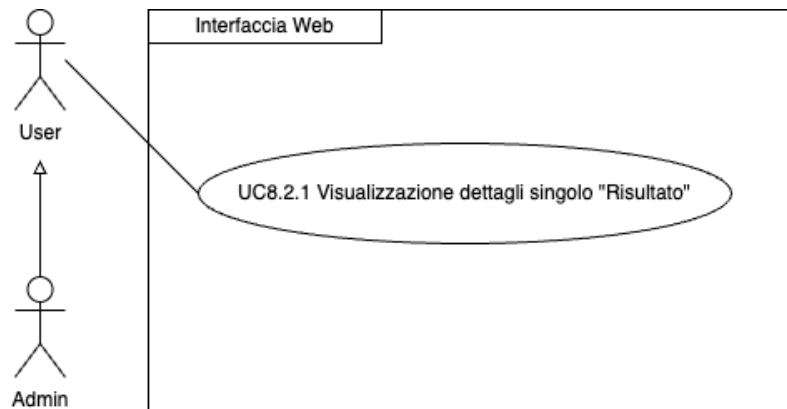 Interfaccia Web
User
UC8.2.1 Visualizzazione dettagli singolo "Risultato"
Admin